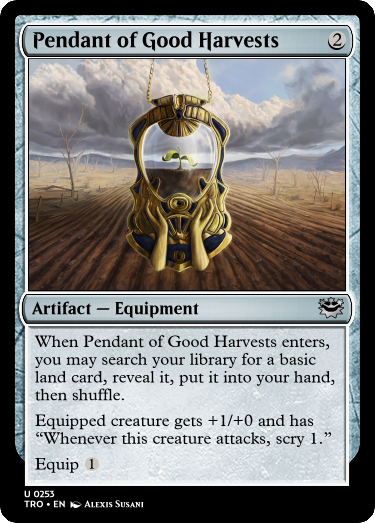 Pendant of Good Harvests 2
Artifact — Equipment
When Pendant of Good Harvests enters,
you may search your library for a basic
land card, reveal it, put it into your hand,
then shuffle.
Equipped creature gets +1/+0 and has
“Whenever this creature attacks, scry 1.”
Equip 1
U 0253
TRO • EN Alexis Susani